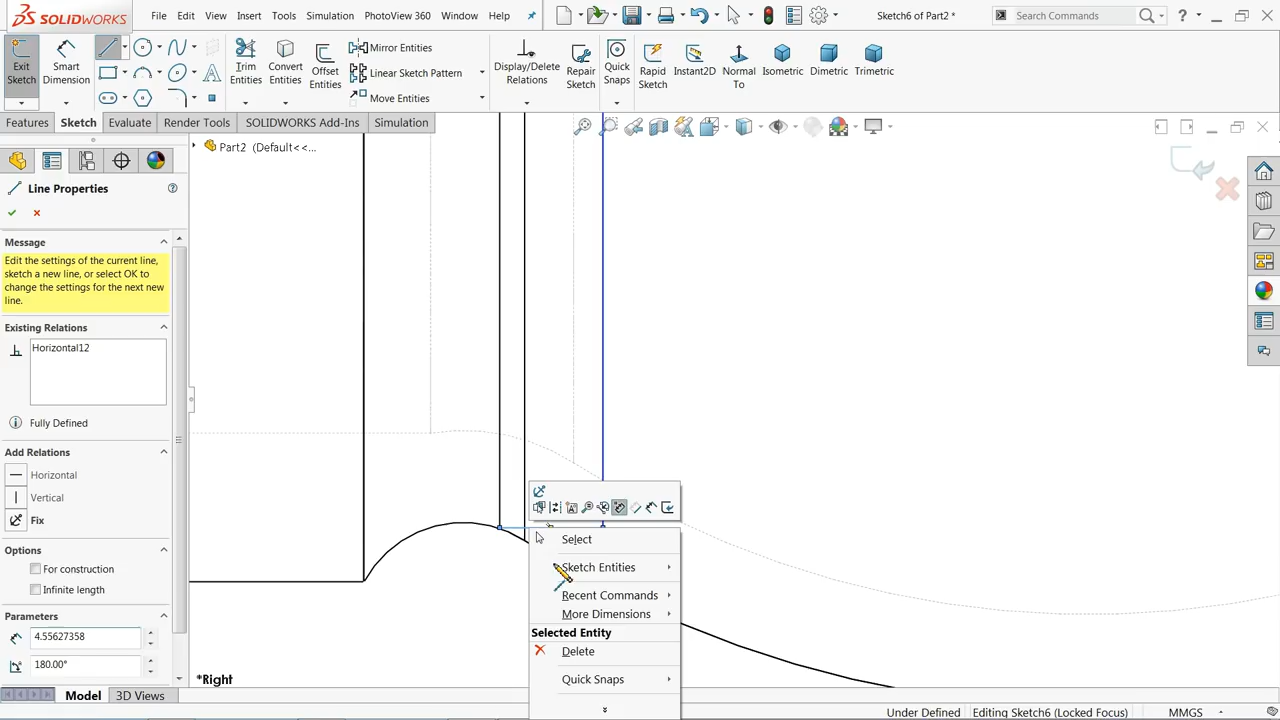 SOLIDWORKS File Edit View Insert Tools Simulation PhotoView 360 Window Help Sketch6 of Part2 * Search Commands
Exit Sketch
Smart Dimension
Trim Entities
Convert Entities
Offset Entities
Mirror Entities
Linear Sketch Pattern
Move Entities
Display/Delete Relations
Repair Sketch
Quick Snaps
Rapid Sketch
Instant2D
Normal To
Isometric
Dimetric
Trimetric
Features Sketch Evaluate Render Tools SOLIDWORKS Add-Ins Simulation
Part2 (Default<<...
Line Properties
Message
Edit the settings of the current line,
sketch a new line, or select OK to
change the settings for the next new
line.
Existing Relations
Horizontal12
Fully Defined
Add Relations
Horizontal
Vertical
Fix
Options
For construction
Infinite length
Parameters
4.55627358
180.00°
Select
Sketch Entities
Recent Commands
More Dimensions
Selected Entity
Delete
Quick Snaps
*Right
Model 3D Views
Under Defined Editing Sketch6 (Locked Focus) MMGS